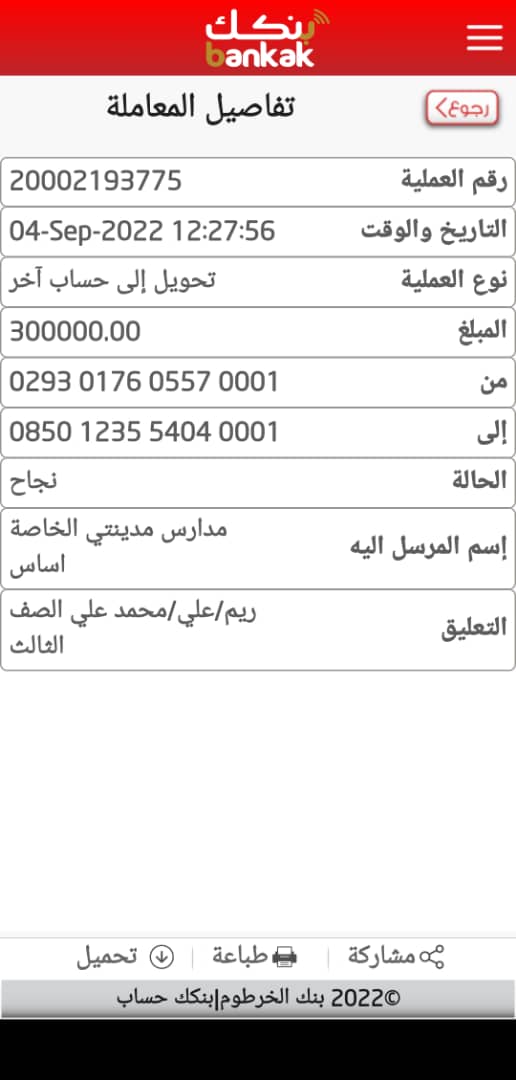 بنكك
bankak
رجوع
تفاصيل المعاملة
رقم العملية 20002193775
التاريخ والوقت 04-Sep-2022 12:27:56
نوع العملية تحويل إلى حساب آخر
المبلغ 300000.00
من 0293 0176 0557 0001
إلى 0850 1235 5404 0001
الحالة نجاح
إسم المرسل اليه مدارس مدينتي الخاصة
اساس
التعليق ريم/علي/محمد علي الصف
الثالث
مشاركة طباعة تحميل
©2022 بنك الخرطوم|بنكك حساب